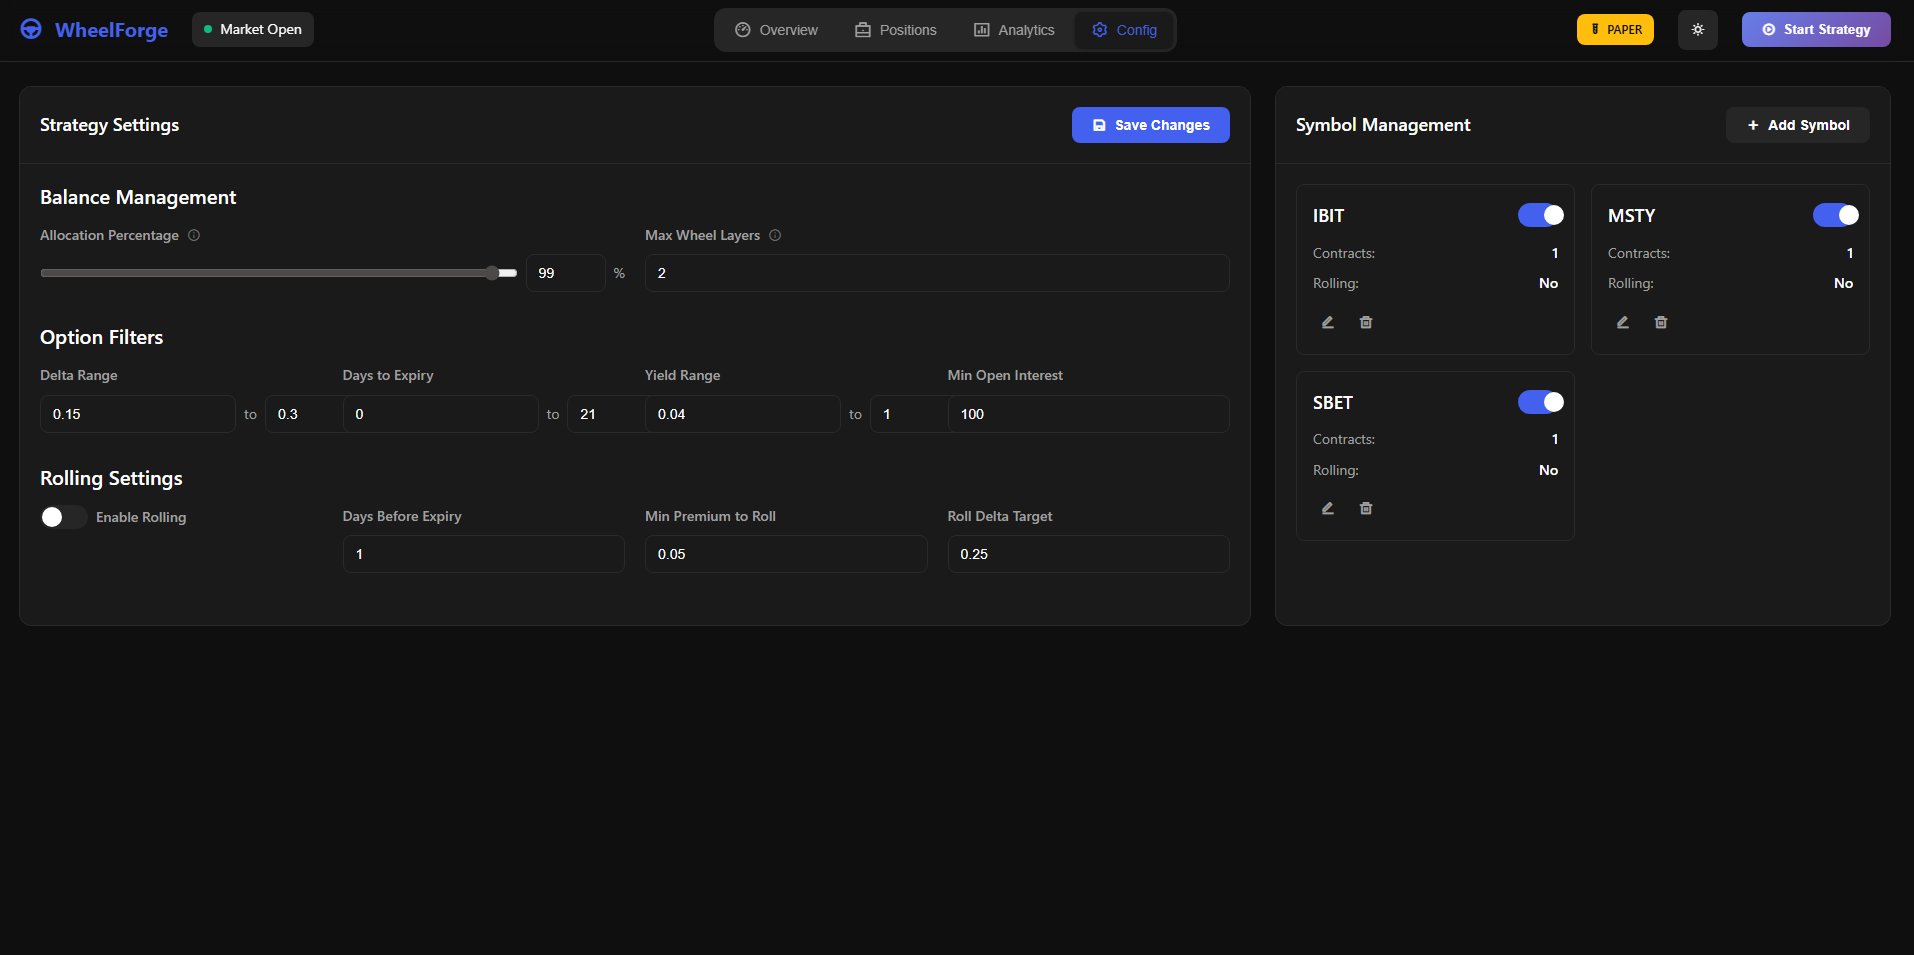 WheelForge
Market Open
Overview
Positions
Analytics
Config
PAPER
Start Strategy
Strategy Settings
Save Changes
Balance Management
Allocation Percentage
Max Wheel Layers
99 %
2
Option Filters
Delta Range
Days to Expiry
Yield Range
Min Open Interest
0.15 to 0.3
0 to 21
0.04 to 1
100
Rolling Settings
Enable Rolling
Days Before Expiry
Min Premium to Roll
Roll Delta Target
1
0.05
0.25
Symbol Management
+ Add Symbol
IBIT
Contracts: 1
Rolling: No
MSTY
Contracts: 1
Rolling: No
SBET
Contracts: 1
Rolling: No